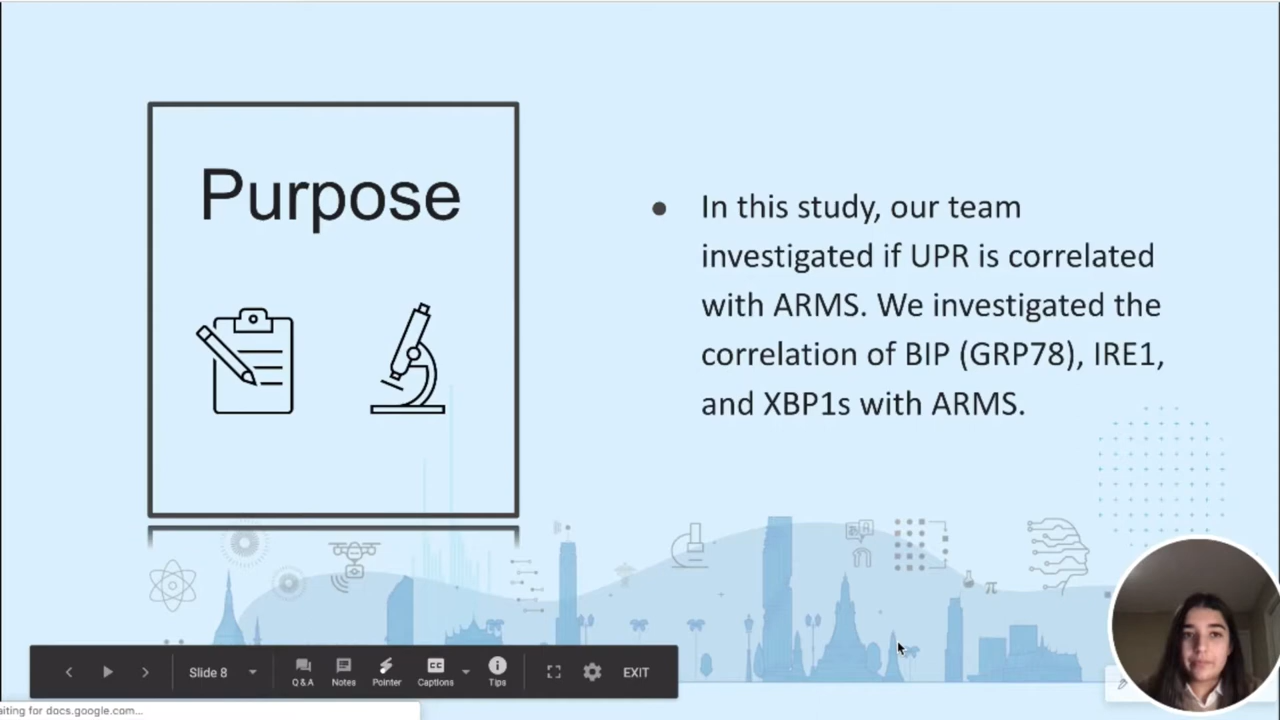 Purpose
● In this study, our team
investigated if UPR is correlated
with ARMS. We investigated the
correlation of BIP (GRP78), IRE1,
and XBP1s with ARMS.
π
Slide 8
Q & A
Notes
Pointer
Captions
Tips
EXIT
aiting for docs.google.com...